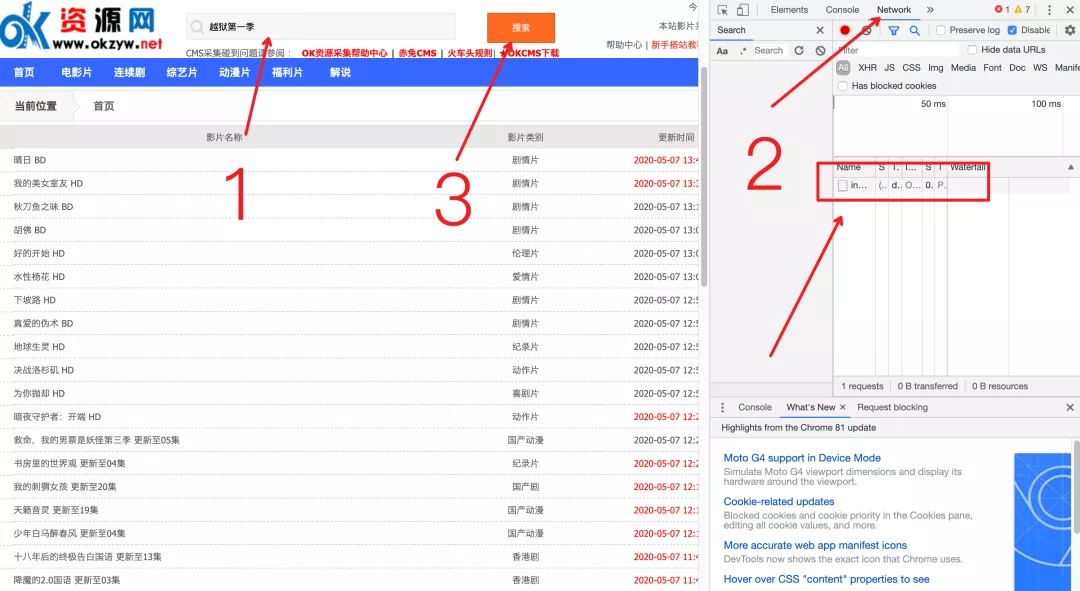 OK资源网
www.okzyw.net
越狱第一季
搜索
今
本站影片
CMS采集碰到问题请参阅： OK资源采集帮助中心 | 赤兔CMS | 火车头规则| ★OKCMS下载
帮助中心 | 新手搭站教
首页 电影片 连续剧 综艺片 动漫片 福利片 解说
当前位置 首页
影片名称 影片类别 更新时间
晴日 BD 剧情片 2020-05-07 13:4
我的美女室友 HD 剧情片 2020-05-07 13:
秋刀鱼之味 BD 剧情片 2020-05-07 13:0
胡佛 BD 剧情片 2020-05-07 13:0
好的开始 HD 伦理片 2020-05-07 13:0
水性杨花 HD 爱情片 2020-05-07 13:0
下坡路 HD 剧情片 2020-05-07 12:5
真爱的伪术 BD 剧情片 2020-05-07 12:5
地球生灵 HD 纪录片 2020-05-07 12:5
决战洛杉矶 HD 动作片 2020-05-07 12:5
为你抛却 HD 喜剧片 2020-05-07 12:5
暗夜守护者：开端 HD 动作片 2020-05-07 12:2
救命，我的男票是妖怪第三季 更新至05集 国产动漫 2020-05-07 12:2
书房里的世界观 更新至04集 纪录片 2020-05-07 12:2
我的刺猬女孩 更新至20集 国产剧 2020-05-07 12:
天籁音灵 更新至19集 国产动漫 2020-05-07 12:
少年白马醉春风 更新至04集 国产动漫 2020-05-07 12:
十八年后的终极告白国语 更新至13集 香港剧 2020-05-07 11:4
降魔的2.0国语 更新至03集 香港剧 2020-05-07 11:4
1
2
3
Elements Console Network » 1 7
Search Preserve log Disable
Aa .* Search Filter Hide data URLs
All XHR JS CSS Img Media Font Doc WS Manife
Has blocked cookies
50 ms 100 ms
Name S T. I... S T Waterfall
in... (.. d.. O... 0. P.
1 requests 0 B transferred 0 B resources
Console What's New Request blocking
Highlights from the Chrome 81 update
Moto G4 support in Device Mode
Simulate Moto G4 viewport dimensions and display its
hardware around the viewport.
Cookie-related updates
Blocked cookies and cookie priority in the Cookies pane,
editing all cookie values, and more.
More accurate web app manifest icons
DevTools now shows the exact icon that Chrome uses.
Hover over CSS "content" properties to see